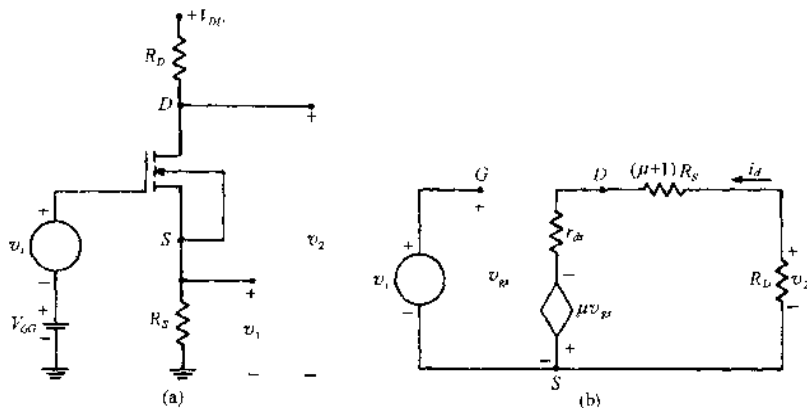 +V_DD
R_D
D
+
+
v_i
−
S
v_2
+
+
V_GG
−
R_S
v_1
−
−
(a)
G
+
D
(μ+1) R_S
i_d
r_ds
+
v_i
−
v_gs
−
μv_gs
+
−
S
+
R_D
v_2
−
(b)